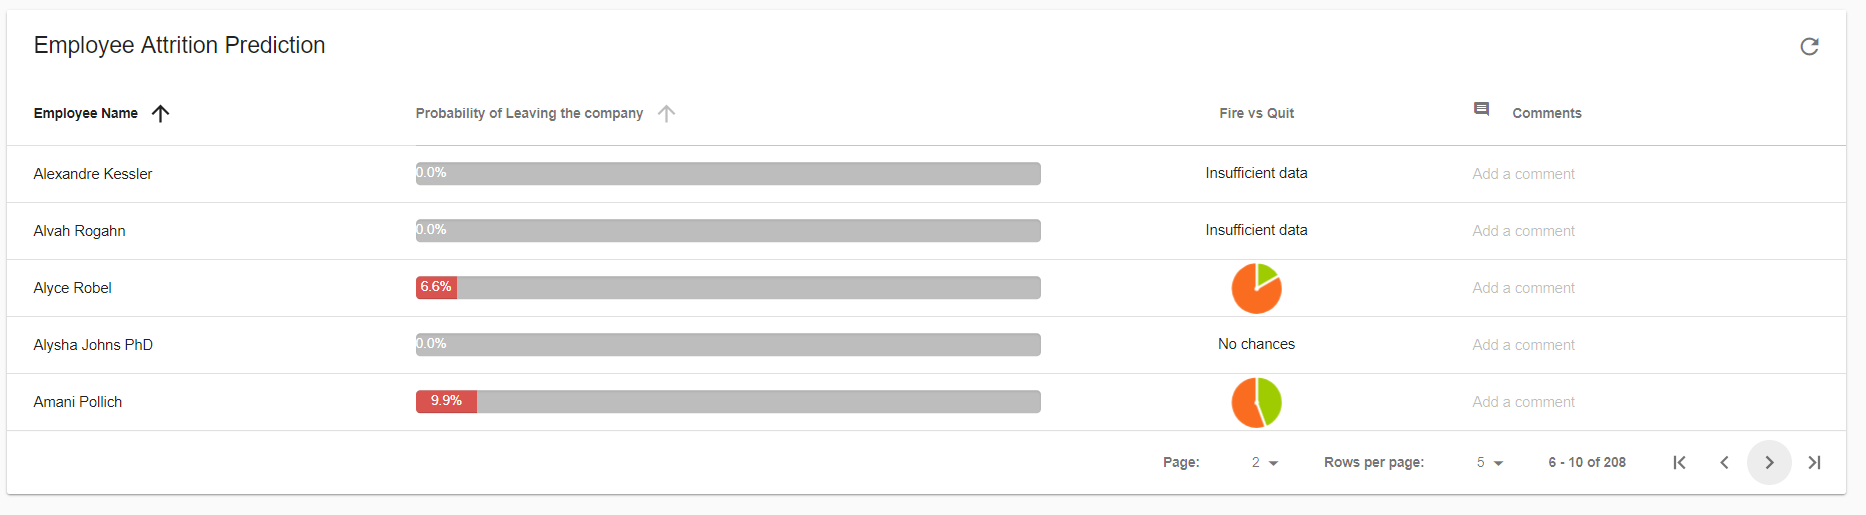 Employee Attrition Prediction
Employee Name Probability of Leaving the company Fire vs Quit Comments
Alexandre Kessler 0.0% Insufficient data Add a comment
Alvah Rogahn 0.0% Insufficient data Add a comment
Alyce Robel 6.6% Add a comment
Alysha Johns PhD 0.0% No chances Add a comment
Amani Pollich 9.9% Add a comment
Page: 2 Rows per page: 5 6 - 10 of 208